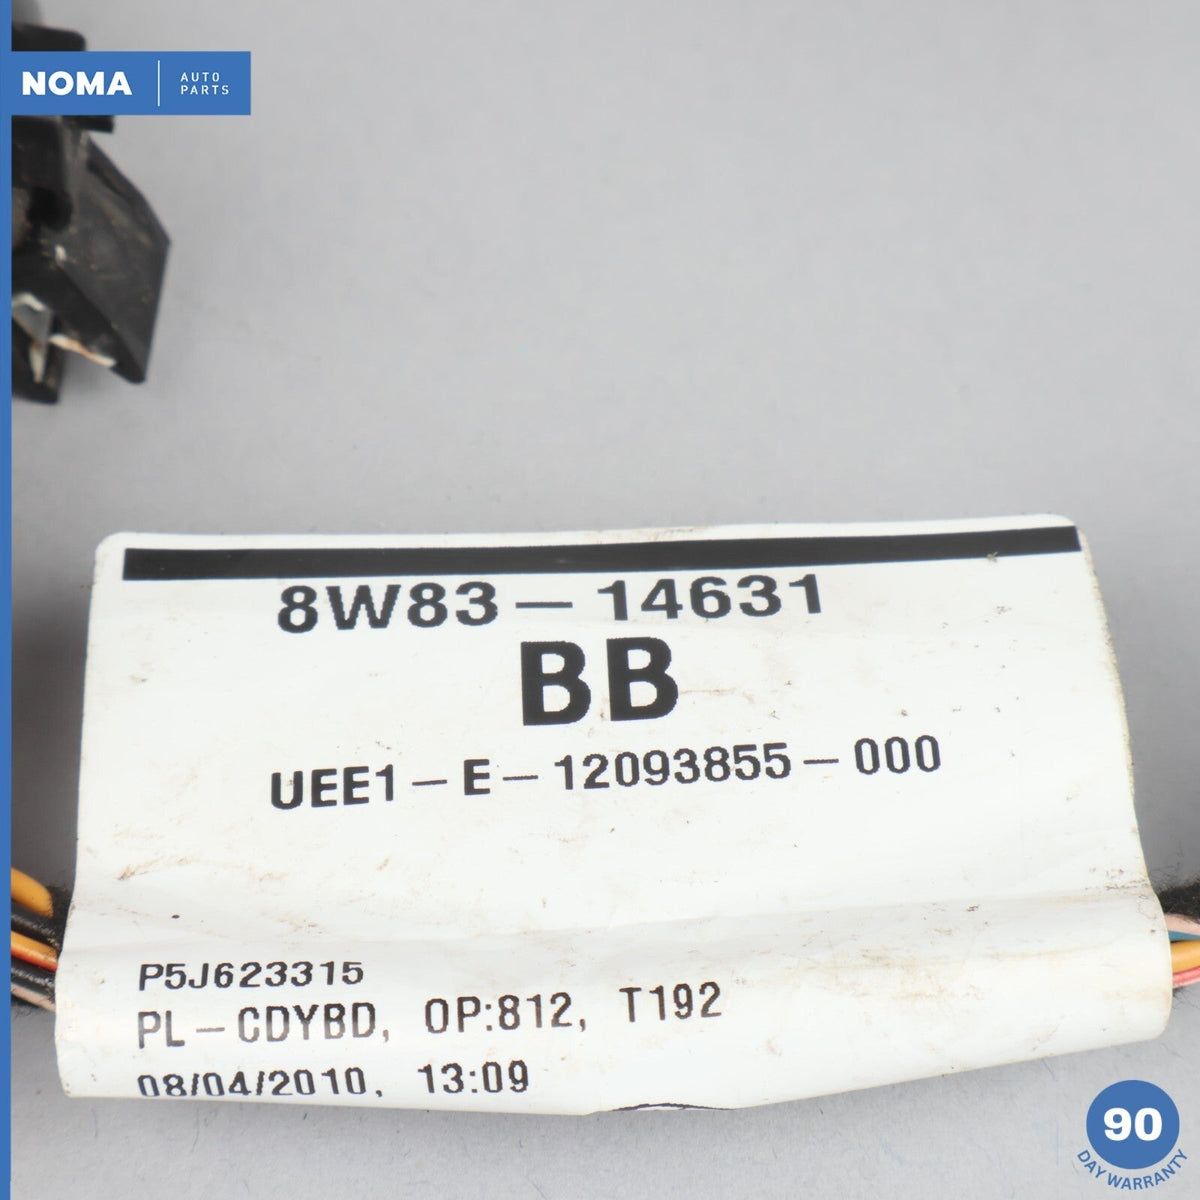 NOMA
AUTO
PARTS
8W83-14631
BB
UEE1-E-12093855-000
P5J623315
PL-CDYBD, OP:812, T192
08/04/2010, 13:09
90
DAY WARRANTY